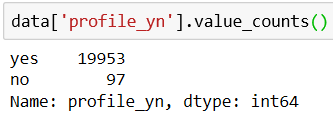 data['profile_yn'].value_counts()
yes    19953
no        97
Name: profile_yn, dtype: int64